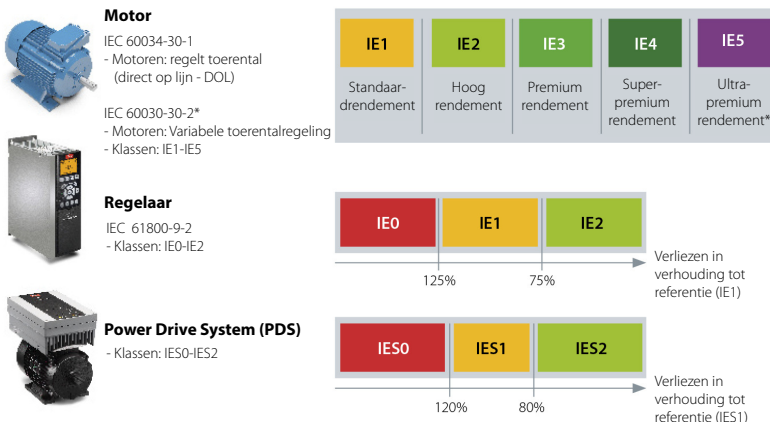 Motor
IEC 60034-30-1
- Motoren: regelt toerental
(direct op lijn - DOL)
IEC 60030-30-2*
- Motoren: Variabele toerentalregeling
- Klassen: IE1-IE5
IE1
IE2
IE3
IE4
IE5
Standaar-
drendement
Hoog
rendement
Premium
rendement
Super-
premium
rendement
Ultra-
premium
rendement*
Regelaar
IEC 61800-9-2
- Klassen: IE0-IE2
IE0
IE1
IE2
125%
75%
Verliezen in
verhouding tot
referentie (IE1)
Power Drive System (PDS)
- Klassen: IES0-IES2
IES0
IES1
IES2
120%
80%
Verliezen in
verhouding tot
referentie (IES1)